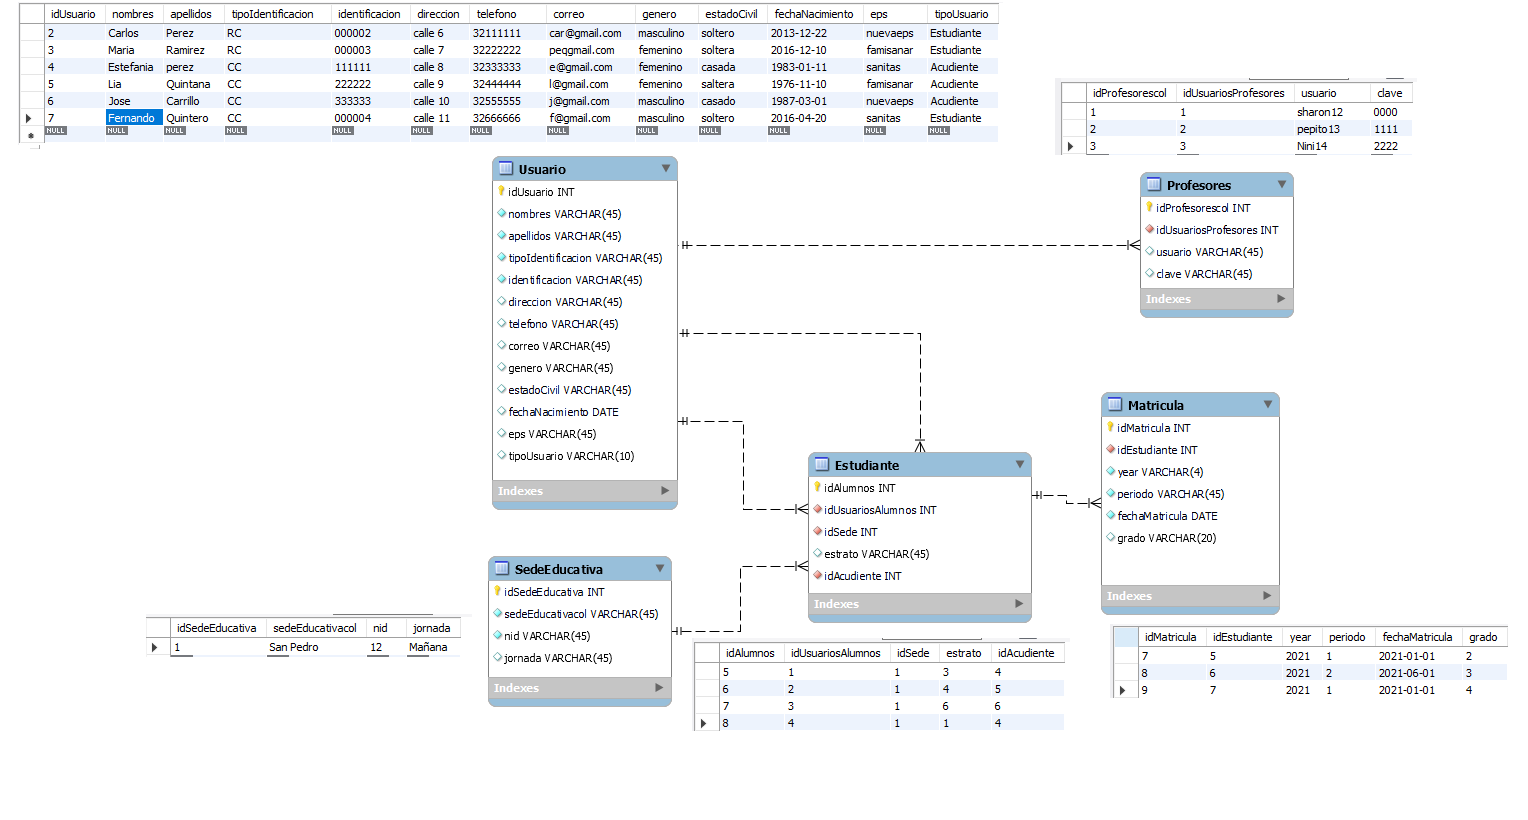 idUsuario nombres apellidos tipoIdentificacion identificacion direccion telefono correo genero estadoCivil fechaNacimiento eps tipoUsuario
2 Carlos Perez RC 000002 calle 6 32111111 car@gmail.com masculino soltero 2013-12-22 nuevaeps Estudiante
3 Maria Ramirez RC 000003 calle 7 32222222 peqgmail.com femenino soltera 2016-12-10 famisanar Estudiante
4 Estefania perez CC 111111 calle 8 32333333 e@gmail.com femenino casada 1983-01-11 sanitas Acudiente
5 Lia Quintana CC 222222 calle 9 32444444 l@gmail.com femenino saltera 1976-11-10 famisanar Acudiente
6 Jose Carrillo CC 333333 calle 10 32555555 j@gmail.com masculino casado 1987-03-01 nuevaeps Acudiente
7 Fernando Quintero CC 000004 calle 11 32666666 f@gmail.com masculino soltero 2016-04-20 sanitas Estudiante
NULL NULL NULL NULL NULL NULL NULL NULL NULL NULL NULL NULL NULL
idProfesorescol idUsuariosProfesores usuario clave
1 1 sharon12 0000
2 2 pepito13 1111
3 3 Nini14 2222
Usuario
idUsuario INT
nombres VARCHAR(45)
apellidos VARCHAR(45)
tipoIdentificacion VARCHAR(45)
identificacion VARCHAR(45)
direccion VARCHAR(45)
telefono VARCHAR(45)
correo VARCHAR(45)
genero VARCHAR(45)
estadoCivil VARCHAR(45)
fechaNacimiento DATE
eps VARCHAR(45)
tipoUsuario VARCHAR(10)
Indexes
Profesores
idProfesorescol INT
idUsuariosProfesores INT
usuario VARCHAR(45)
clave VARCHAR(45)
Indexes
Matricula
idMatricula INT
idEstudiante INT
year VARCHAR(4)
periodo VARCHAR(45)
fechaMatricula DATE
grado VARCHAR(20)
Indexes
Estudiante
idAlumnos INT
idUsuariosAlumnos INT
idSede INT
estrato VARCHAR(45)
idAcudiente INT
Indexes
SedeEducativa
idSedeEducativa INT
sedeEducativacol VARCHAR(45)
nid VARCHAR(45)
jornada VARCHAR(45)
Indexes
idSedeEducativa sedeEducativacol nid jornada
1 San Pedro 12 Mañana
idAlumnos idUsuariosAlumnos idSede estrato idAcudiente
5 1 1 3 4
6 2 1 4 5
7 3 1 6 6
8 4 1 1 4
idMatricula idEstudiante year periodo fechaMatricula grado
7 5 2021 1 2021-01-01 2
8 6 2021 2 2021-06-01 3
9 7 2021 1 2021-01-01 4